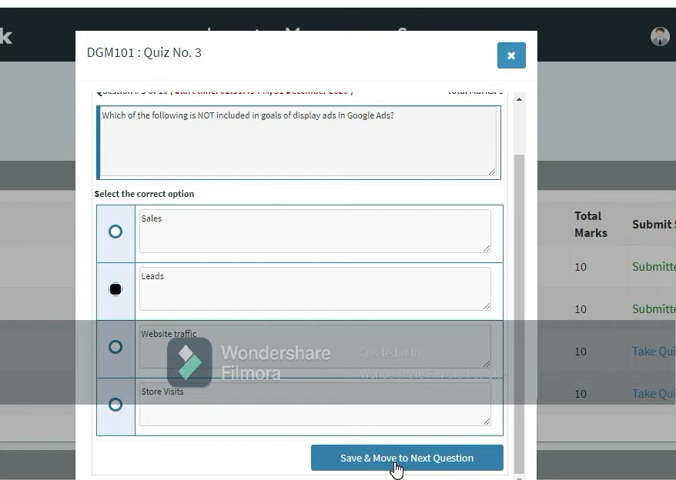 k
DGM101 : Quiz No. 3
Which of the following is NOT included in goals of display ads in Google Ads?
Select the correct option
Sales
Leads
Website traffic
Store Visits
Save & Move to Next Question
Total
Marks
Submit S
10
Submitte
10
Submitte
10
Take Qui
10
Take Qui
Wondershare
Filmora
Created with